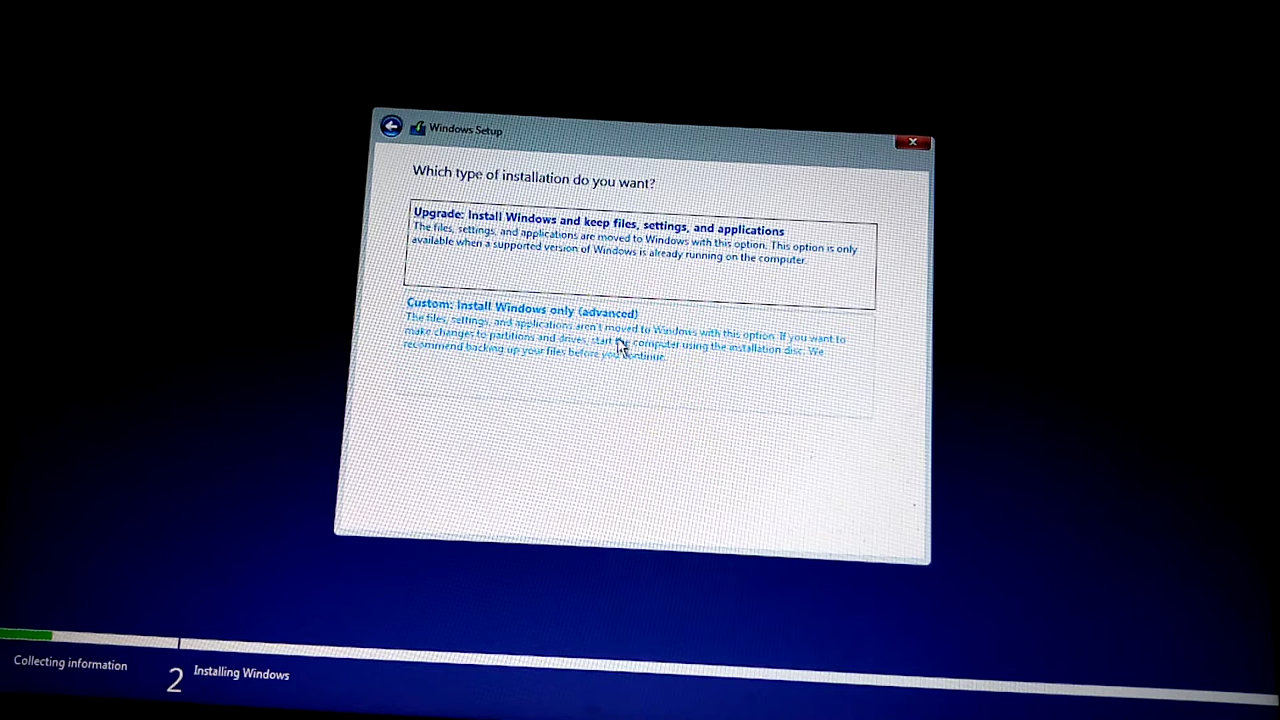 Windows Setup
Which type of installation do you want?
Upgrade: Install Windows and keep files, settings, and applications
The files, settings, and applications are moved to Windows with this option. This option is only
available when a supported version of Windows is already running on the computer.
Custom: Install Windows only (advanced)
The files, settings, and applications aren't moved to Windows with this option. If you want to
make changes to partitions and drives, start the computer using the installation disc. We
recommend backing up your files before you continue.
Collecting information
2 Installing Windows